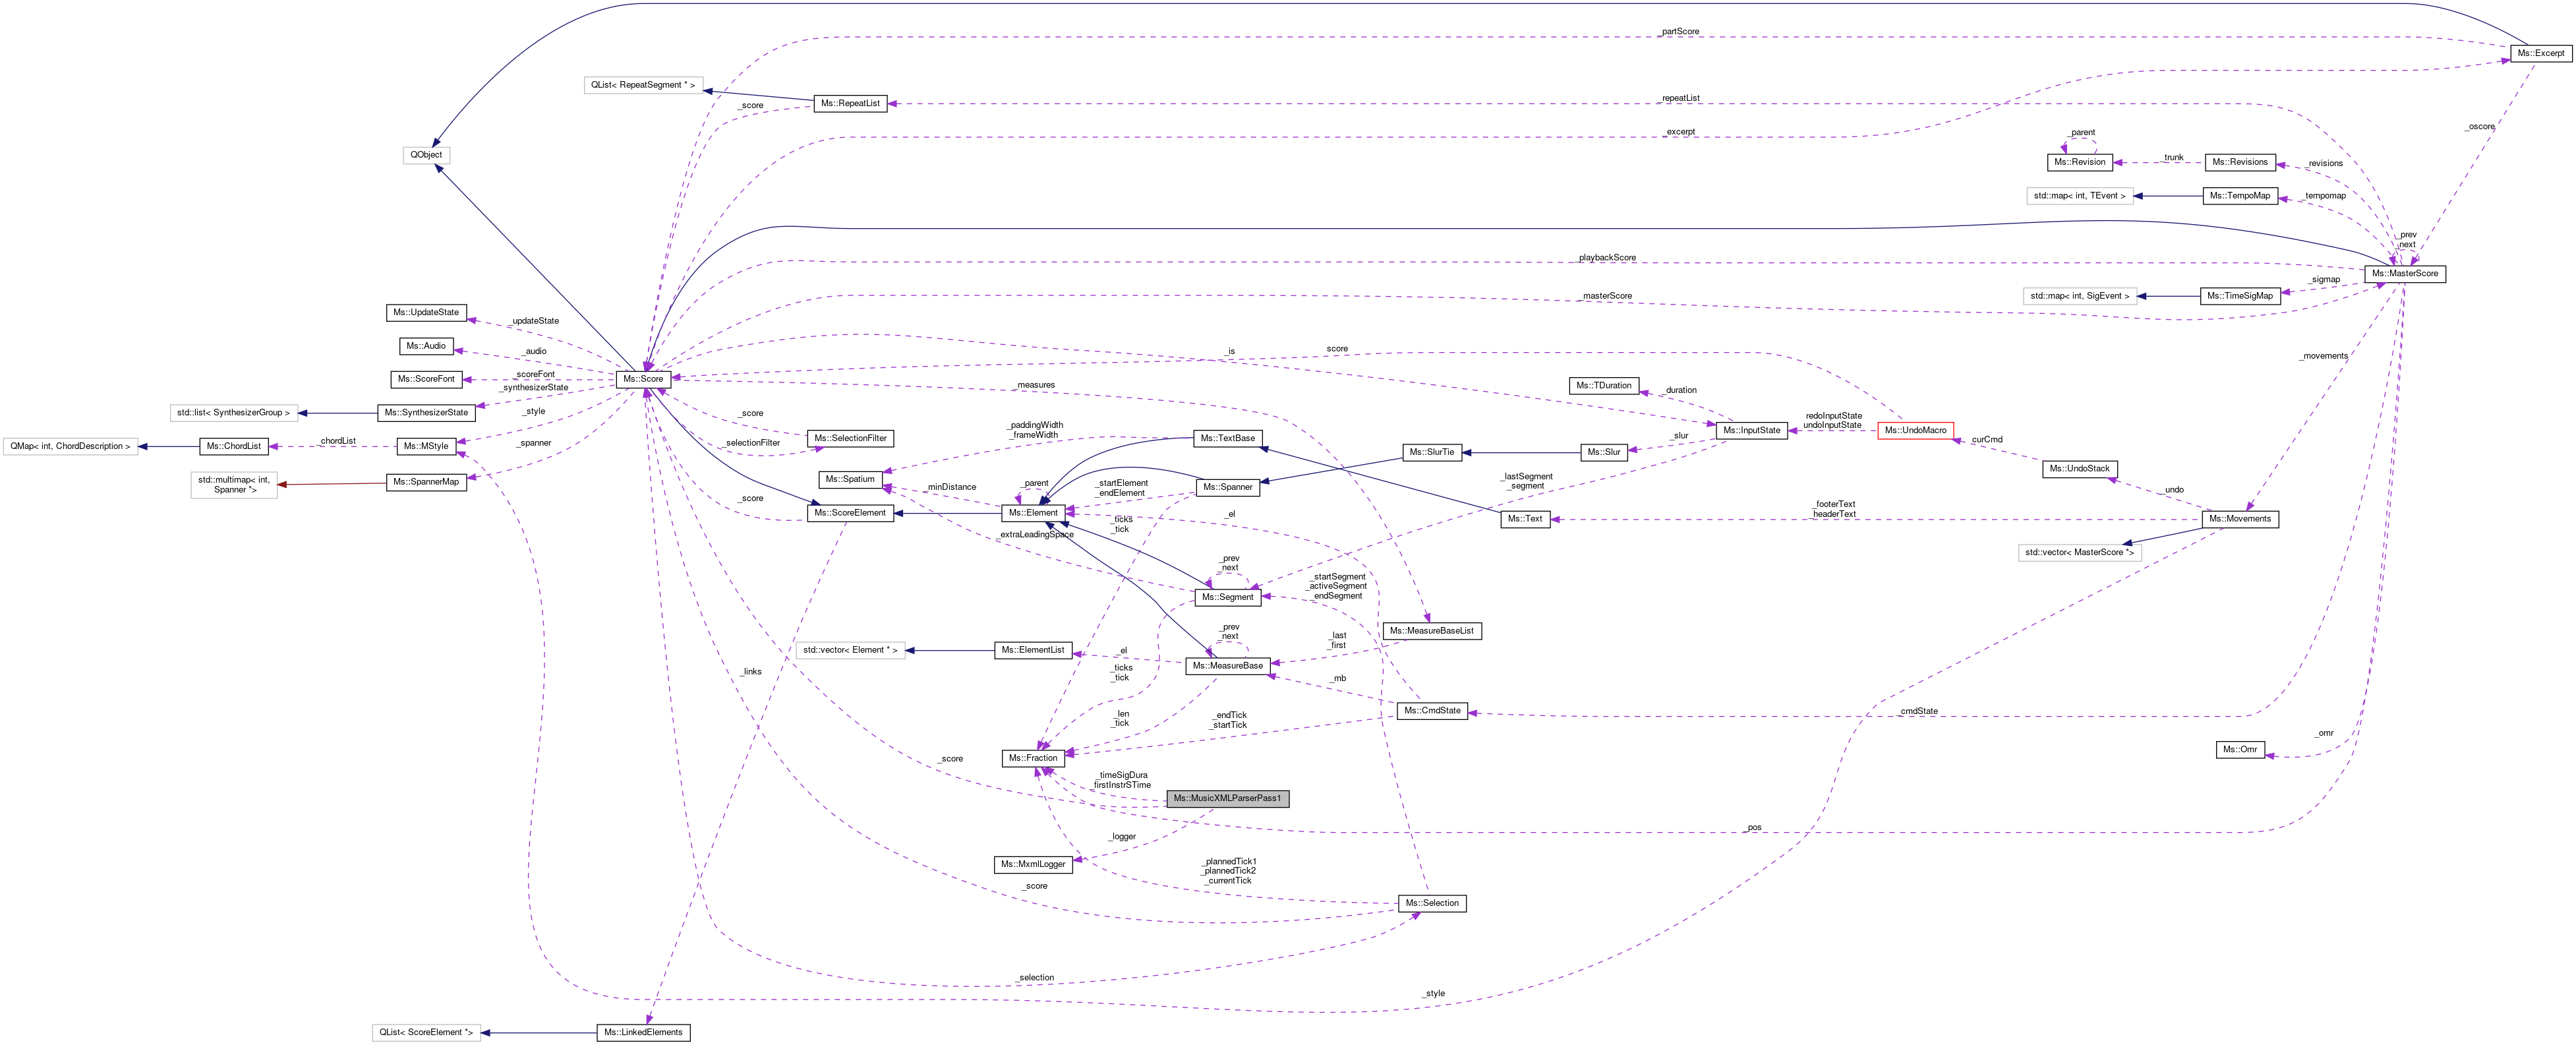 _partScore
Ms::Excerpt
QList< RepeatSegment * >
_score
Ms::RepeatList
_repeatList
_excerpt
_oscore
QObject
_parent
Ms::Revision
_trunk
Ms::Revisions
_revisions
std::map< int, TEvent >
Ms::TempoMap
_tempomap
_prev
_next
_playbackScore
Ms::MasterScore
_sigmap
_masterScore
std::map< int, SigEvent >
Ms::TimeSigMap
Ms::UpdateState
_updateState
Ms::Audio
_audio
_is
score
_movements
Ms::ScoreFont
_scoreFont
Ms::Score
_synthesizerState
_measures
Ms::TDuration
_duration
std::list< SynthesizerGroup >
Ms::SynthesizerState
_style
_score
redoInputState
undoInputState
QMap< int, ChordDescription >
Ms::ChordList
_chordList
Ms::MStyle
_spanner
_selectionFilter
Ms::SelectionFilter
_paddingWidth
_frameWidth
Ms::TextBase
Ms::InputState
Ms::UndoMacro
_slur
curCmd
Ms::SlurTie
Ms::Slur
Ms::UndoStack
std::multimap< int,
Spanner *>
Ms::SpannerMap
Ms::Spatium
_minDistance
_parent
_startElement
_endElement
Ms::Spanner
_lastSegment
_segment
_undo
_score
Ms::ScoreElement
Ms::Element
_el
Ms::Text
_footerText
_headerText
Ms::Movements
_ticks
_tick
_extraLeadingSpace
std::vector< MasterScore *>
_prev
_next
Ms::Segment
_startSegment
_activeSegment
_endSegment
Ms::MeasureBaseList
_prev
_next
_last
_first
std::vector< Element * >
Ms::ElementList
_el
Ms::MeasureBase
_links
_ticks
_tick
_mb
Ms::CmdState
_cmdState
_len
_tick
_endTick
_startTick
_omr
Ms::Omr
_score
Ms::Fraction
_timeSigDura
_firstInstrSTime
Ms::MusicXMLParserPass1
_pos
_logger
Ms::MxmlLogger
_plannedTick1
_plannedTick2
_currentTick
_score
Ms::Selection
_selection
_style
QList< ScoreElement *>
Ms::LinkedElements